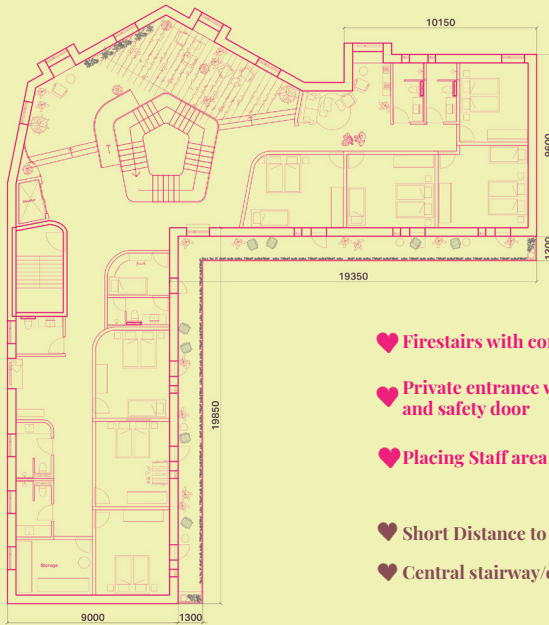 10150
9600
1300
19350
Firestairs with co
Private entrance
and safety door
19850
Placing Staff area
Short Distance to
Storage
Central stairway/
9000
1300